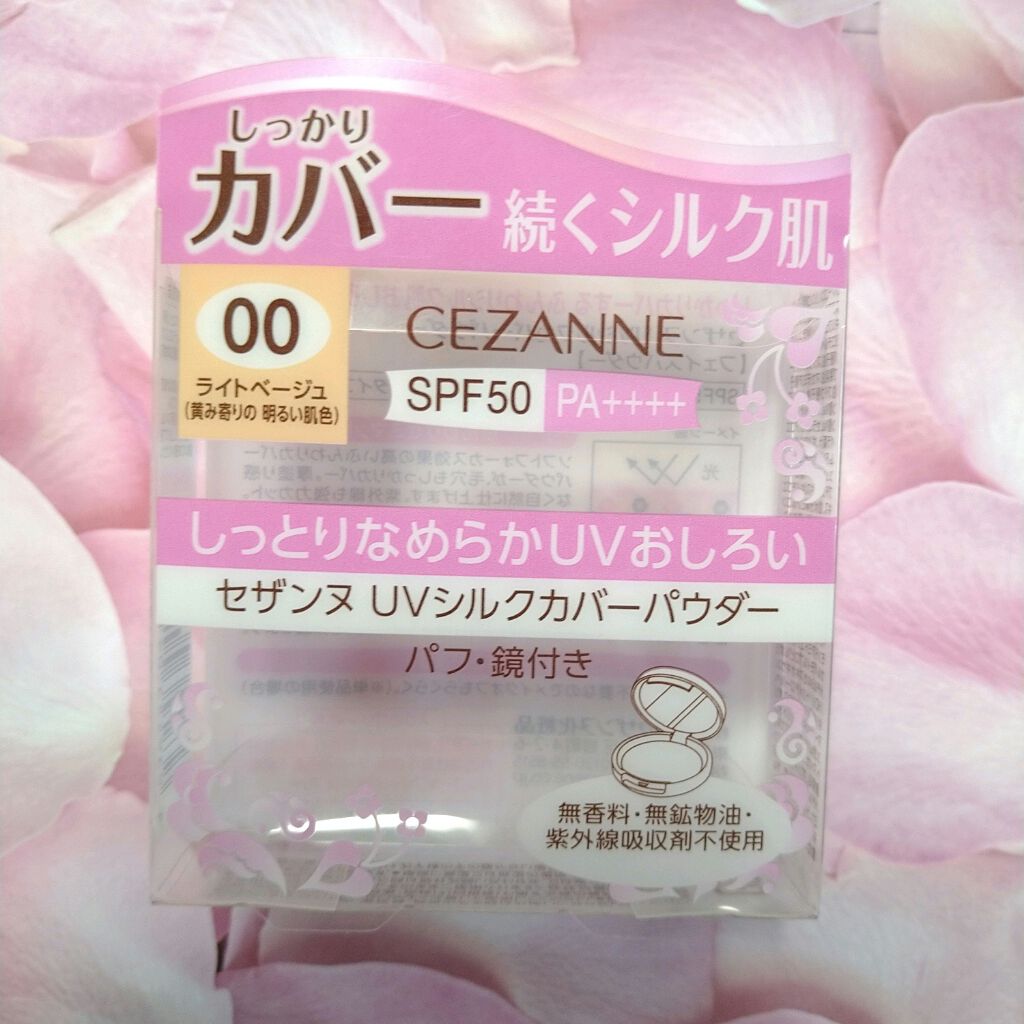 しっかり
カバー 続くシルク肌
00
ライトベージュ
(黄み寄りの 明るい肌色)
CEZANNE
SPF50 PA++++
しっとりなめらかUVおしろい
セザンヌ UVシルクカバーパウダー
パフ・鏡付き
無香料・無鉱物油・
紫外線吸収剤不使用